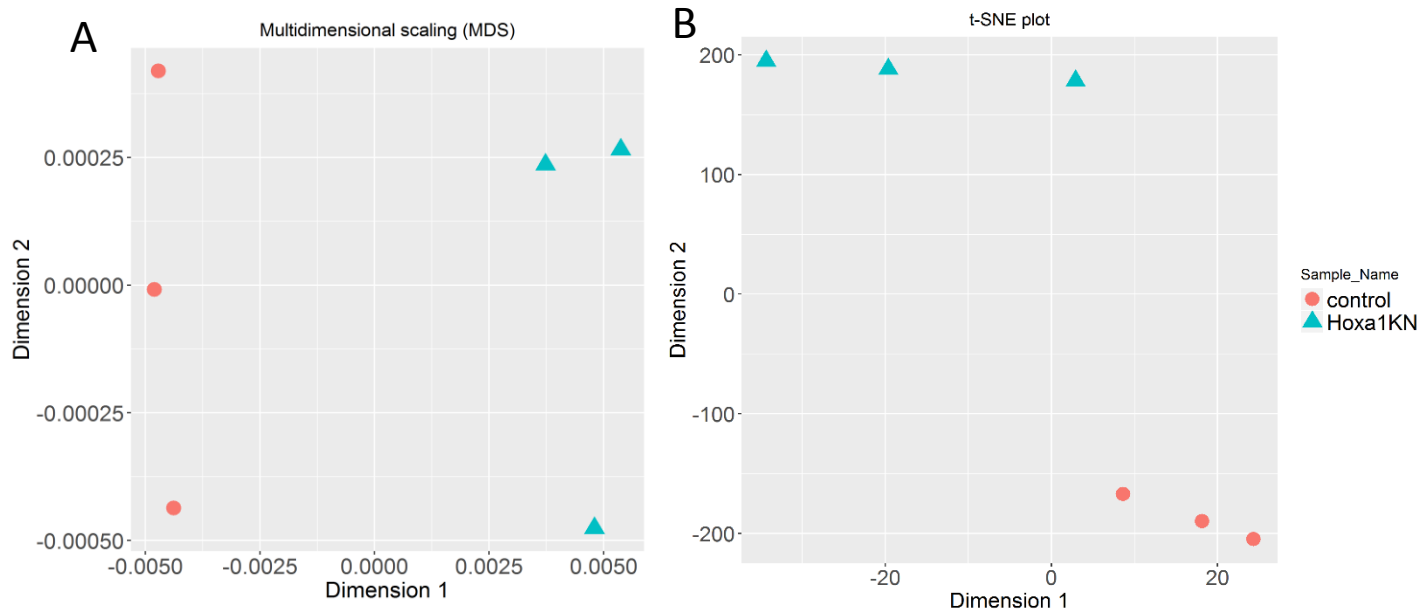 A
Multidimensional scaling (MDS)
0.00025
0.00000
-0.00025
-0.00050
Dimension 2
-0.0050 -0.0025 0.0000 0.0025 0.0050
Dimension 1
B
t-SNE plot
200
100
0
-100
-200
Dimension 2
-20 0 20
Dimension 1
Sample_Name
control
Hoxa1KN